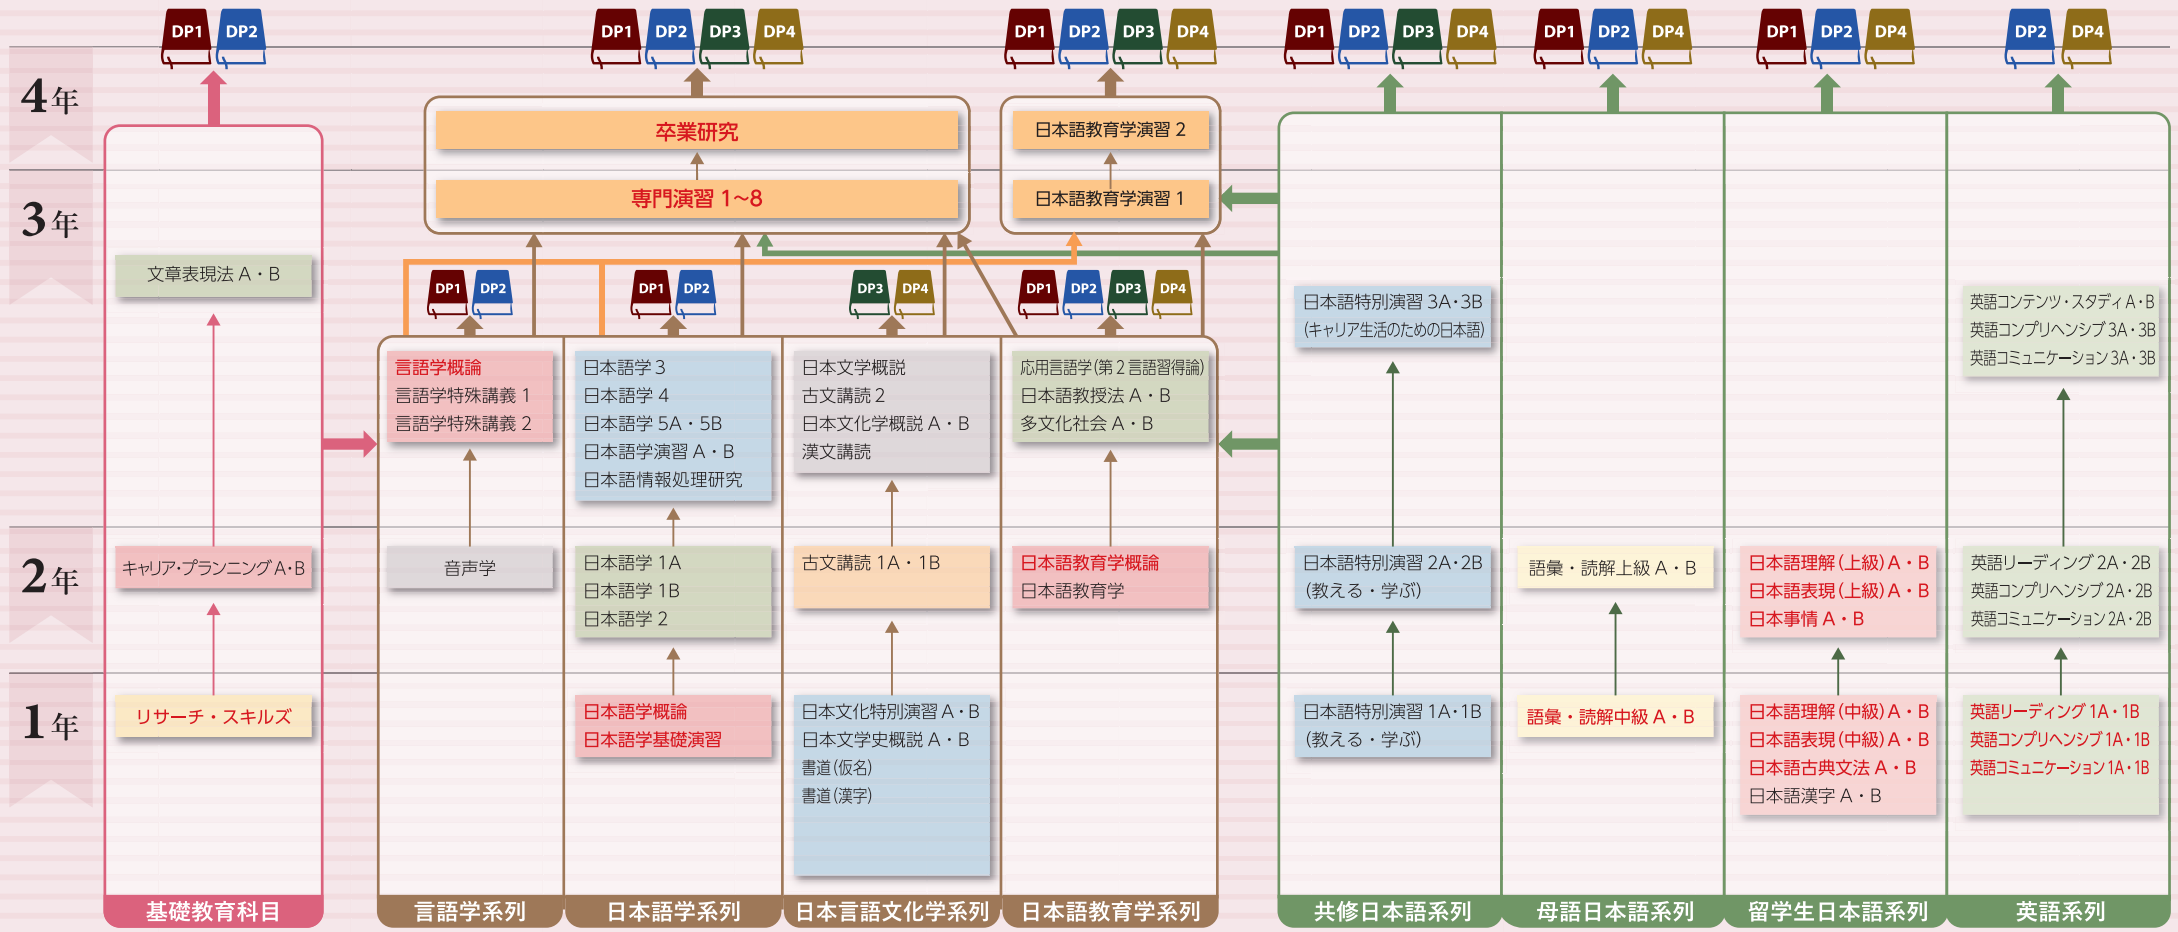 DP1 DP2
DP1 DP2 DP3 DP4
DP1 DP2 DP3 DP4
DP1 DP2 DP3 DP4
DP1 DP2 DP4
DP1 DP2 DP4
DP2 DP4
4年
3年
2年
1年
文章表現法 A・B
キャリア・プランニング A・B
リサーチ・スキルズ
基礎教育科目
卒業研究
専門演習 1〜8
日本語教育学演習 2
日本語教育学演習 1
DP1 DP2
DP1 DP2
DP3 DP4
DP1 DP2 DP3 DP4
言語学概論
言語学特殊講義 1
言語学特殊講義 2
音声学
言語学系列
日本語学 3
日本語学 4
日本語学 5A・5B
日本語学演習 A・B
日本語情報処理研究
日本語学 1A
日本語学 1B
日本語学 2
日本語学概論
日本語学基礎演習
日本語学系列
日本文学概説
古文講読 2
日本文化学概説 A・B
漢文講読
古文講読 1A・1B
日本文化特別演習 A・B
日本文学史概説 A・B
書道(仮名)
書道(漢字)
日本言語文化学系列
応用言語学(第2言語習得論)
日本語教授法 A・B
多文化社会 A・B
日本語教育学概論
日本語教育学
日本語教育学系列
日本語特別演習 3A・3B
(キャリア生活のための日本語)
日本語特別演習 2A・2B
(教える・学ぶ)
日本語特別演習 1A・1B
(教える・学ぶ)
共修日本語系列
語彙・読解上級 A・B
語彙・読解中級 A・B
母語日本語系列
日本語理解(上級)A・B
日本語表現(上級)A・B
日本事情 A・B
日本語理解(中級)A・B
日本語表現(中級)A・B
日本語古典文法 A・B
日本語漢字 A・B
留学生日本語系列
英語コンテンツ・スタディ A・B
英語コンプリヘンシブ 3A・3B
英語コミュニケーション 3A・3B
英語リーディング 2A・2B
英語コンプリヘンシブ 2A・2B
英語コミュニケーション 2A・2B
英語リーディング 1A・1B
英語コンプリヘンシブ 1A・1B
英語コミュニケーション 1A・1B
英語系列